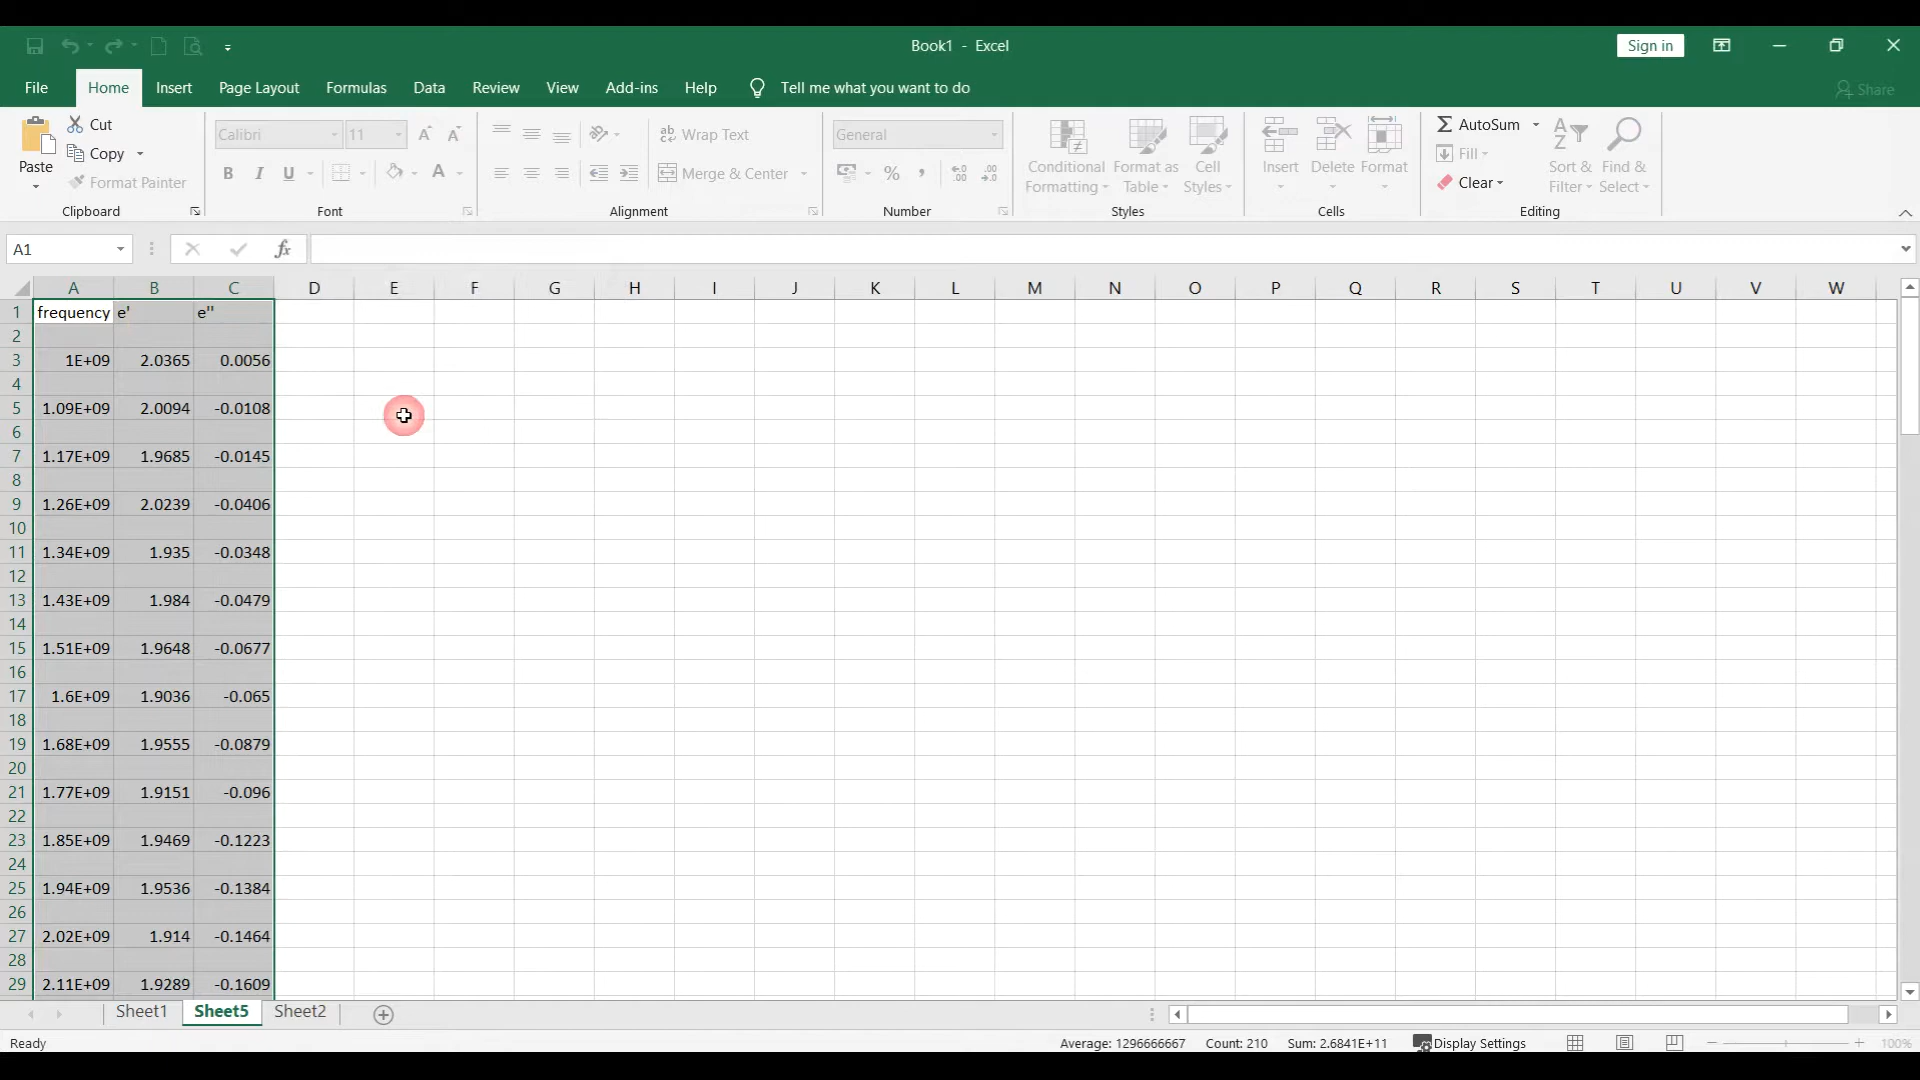 Book1 - Excel
Sign in
File Home Insert Page Layout Formulas Data Review View Add-ins Help Tell me what you want to do Share
Paste
Cut
Copy
Format Painter
Clipboard
Calibri 11
B I U A
Font
ab Wrap Text
Merge & Center
Alignment
General
%
Number
Conditional Formatting
Format as Table
Cell Styles
Styles
Insert Delete Format
Cells
AutoSum
Fill
Clear
Sort & Filter
Find & Select
Editing
A1 fx
A B C D E F G H I J K L M N O P Q R S T U V W
1 frequency e' e''
2
3 1E+09 2.0365 0.0056
4
5 1.09E+09 2.0094 -0.0108
6
7 1.17E+09 1.9685 -0.0145
8
9 1.26E+09 2.0239 -0.0406
10
11 1.34E+09 1.935 -0.0348
12
13 1.43E+09 1.984 -0.0479
14
15 1.51E+09 1.9648 -0.0677
16
17 1.6E+09 1.9036 -0.065
18
19 1.68E+09 1.9555 -0.0879
20
21 1.77E+09 1.9151 -0.096
22
23 1.85E+09 1.9469 -0.1223
24
25 1.94E+09 1.9536 -0.1384
26
27 2.02E+09 1.914 -0.1464
28
29 2.11E+09 1.9289 -0.1609
Sheet1 Sheet5 Sheet2
Ready Average: 1296666667 Count: 210 Sum: 2.6841E+11 Display Settings 100%